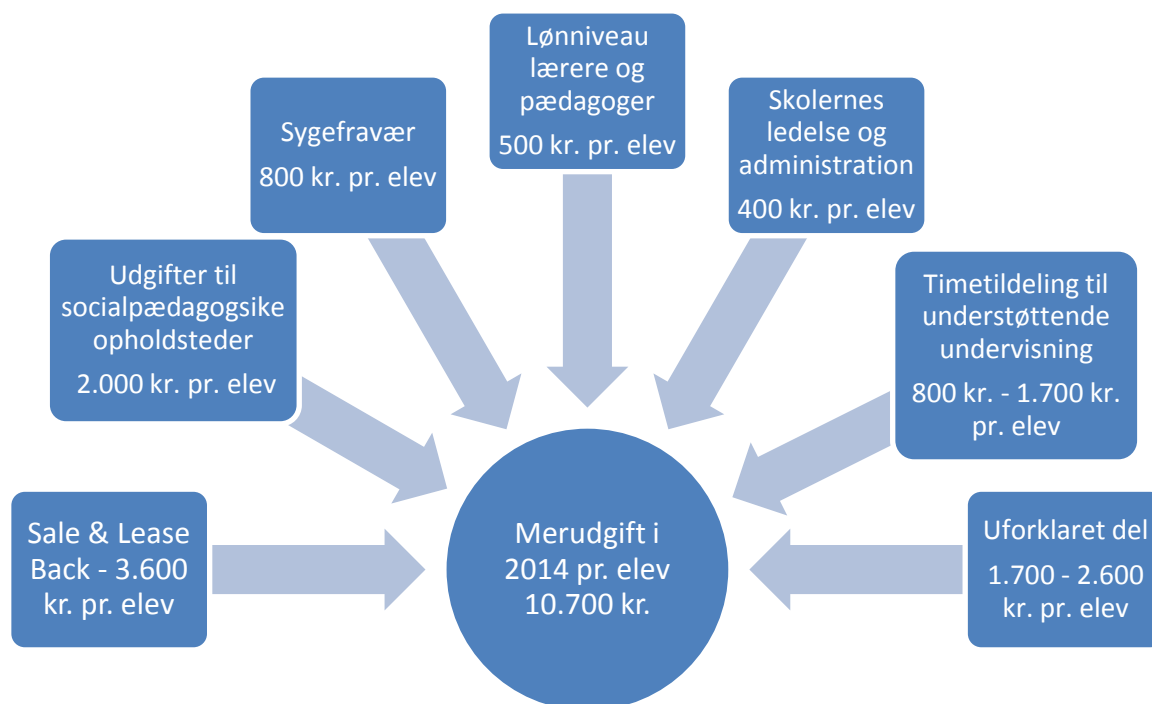 Lønniveau
lærere og
pædagoger
500 kr. pr. elev
Sygefravær
800 kr. pr. elev
Skolernes
ledelse og
administration
400 kr. pr. elev
Udgifter til
socialpædagogsike
opholdsteder
2.000 kr. pr. elev
Timetildeling til
understøttende
undervisning
800 kr. - 1.700 kr.
pr. elev
Sale & Lease
Back - 3.600
kr. pr. elev
Merudgift i
2014 pr. elev
10.700 kr.
Uforklaret del
1.700 - 2.600
kr. pr. elev